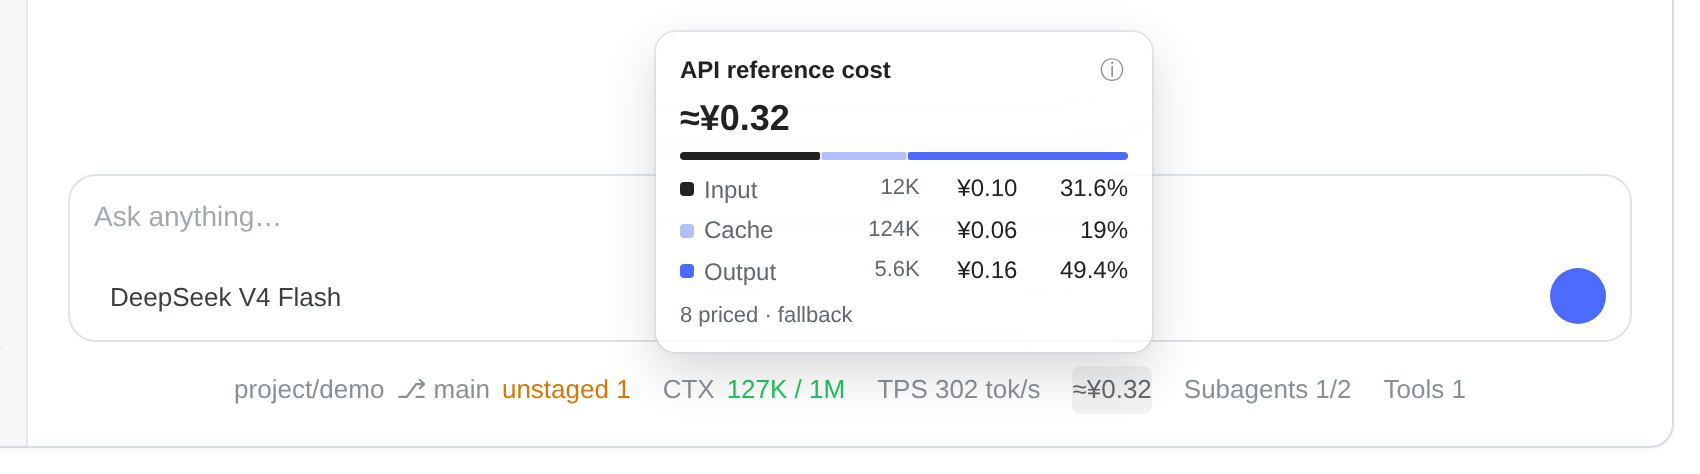 API reference cost ⓘ
≈¥0.32
Input 12K ¥0.10 31.6%
Cache 124K ¥0.06 19%
Output 5.6K ¥0.16 49.4%
8 priced · fallback
Ask anything…
DeepSeek V4 Flash
project/demo ⎇ main unstaged 1 CTX 127K / 1M TPS 302 tok/s ≈¥0.32 Subagents 1/2 Tools 1